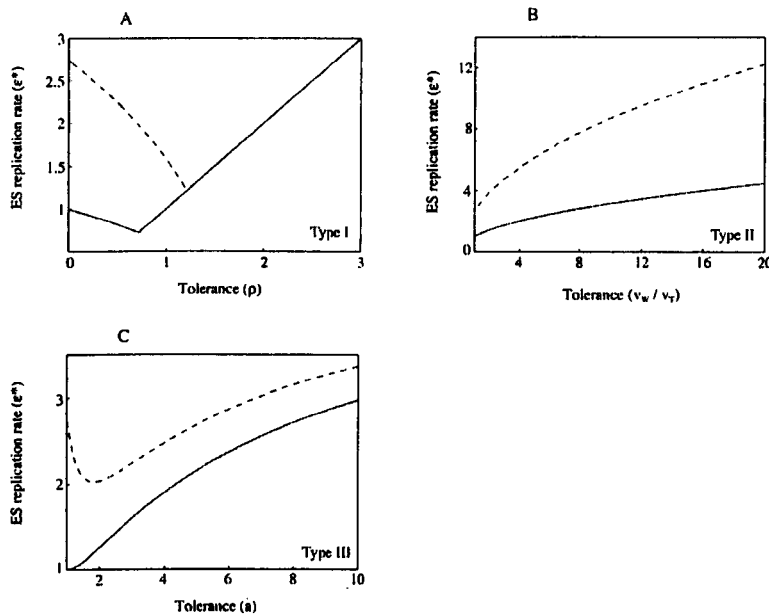 A
ES replication rate (ε*)
3
2.5
2
1.5
1
0
1
2
3
Type I
Tolerance (ρ)
B
ES replication rate (ε*)
12
8
4
0
4
8
12
16
20
Type II
Tolerance (v_w / v_T)
C
ES replication rate (ε*)
3
2
1
2
4
6
8
10
Type III
Tolerance (a)